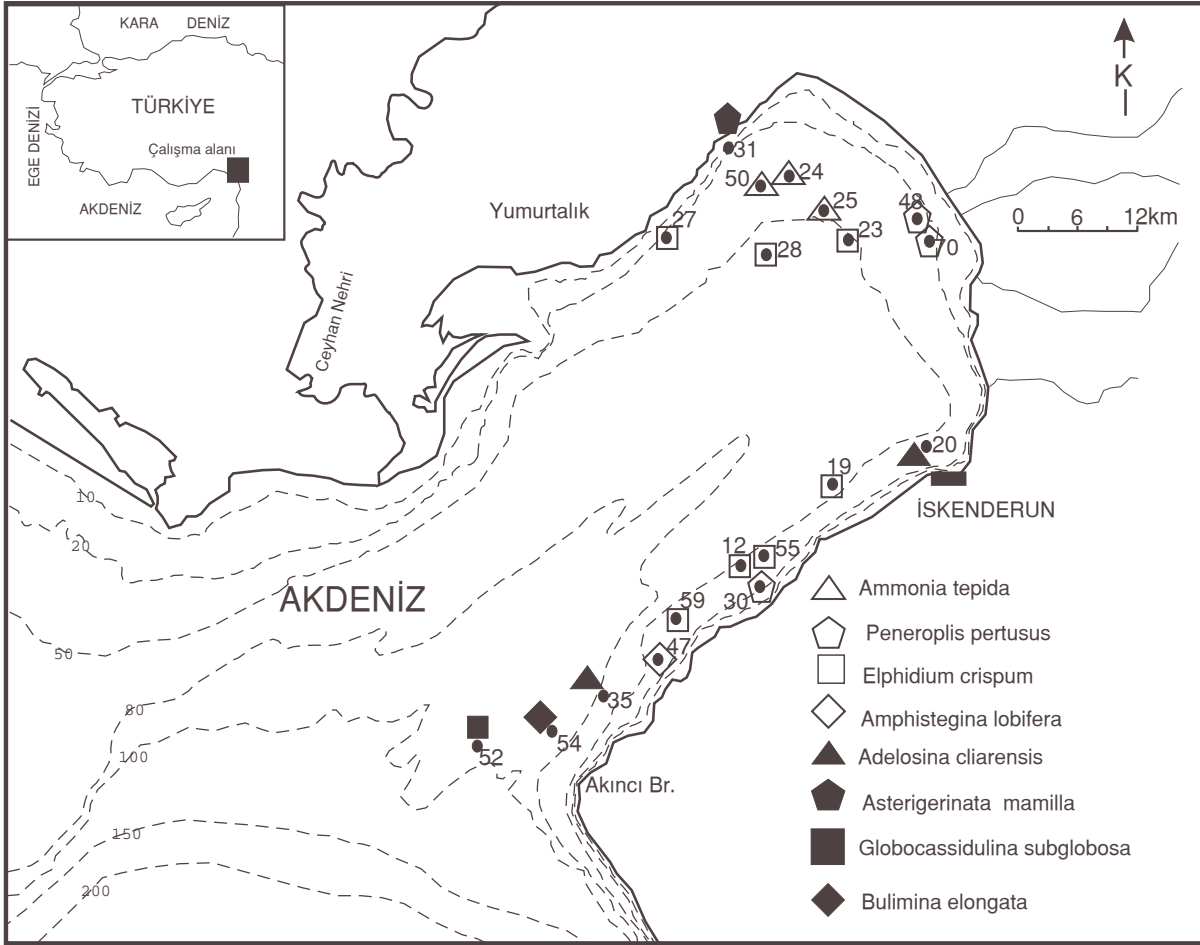 KARA DENİZ
EGE DENİZİ
TÜRKİYE
Çalışma alanı
AKDENİZ
K
0 6 12km
Yumurtalık
Ceyhan Nehri
31
50
24
25
48
27
23
28
70
20
19
İSKENDERUN
12
55
30
59
47
35
54
52
AKDENİZ
Akıncı Br.
10
20
50
80
100
150
200
Ammonia tepida
Peneroplis pertusus
Elphidium crispum
Amphistegina lobifera
Adelosina cliarensis
Asterigerinata mamilla
Globocassidulina subglobosa
Bulimina elongata